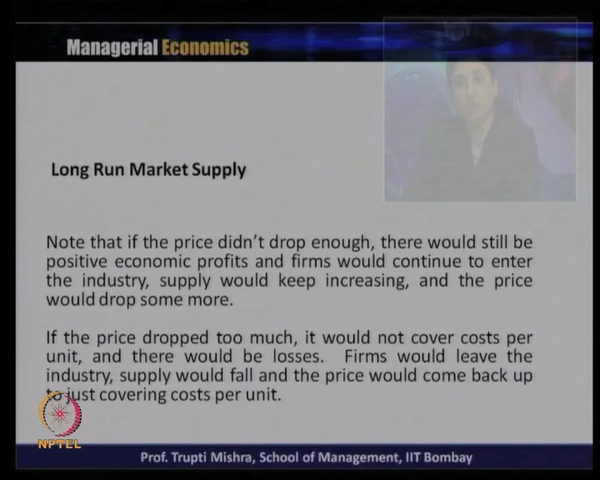 Managerial Economics
Long Run Market Supply
Note that if the price didn't drop enough, there would still be
positive economic profits and firms would continue to enter
the industry, supply would keep increasing, and the price
would drop some more.
If the price dropped too much, it would not cover costs per
unit, and there would be losses. Firms would leave the
industry, supply would fall and the price would come back up
to just covering costs per unit.
NPTEL
Prof. Trupti Mishra, School of Management, IIT Bombay